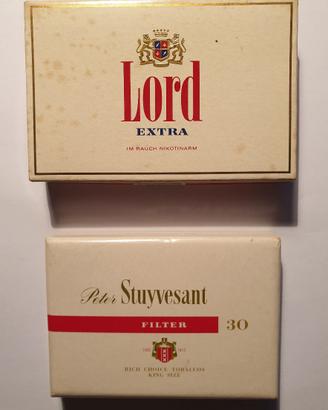 Lord
EXTRA
IM RAUCH NIKOTINARM
Peter Stuyvesant
FILTER
30
RICH CHOICE TOBACCOS
KING SIZE